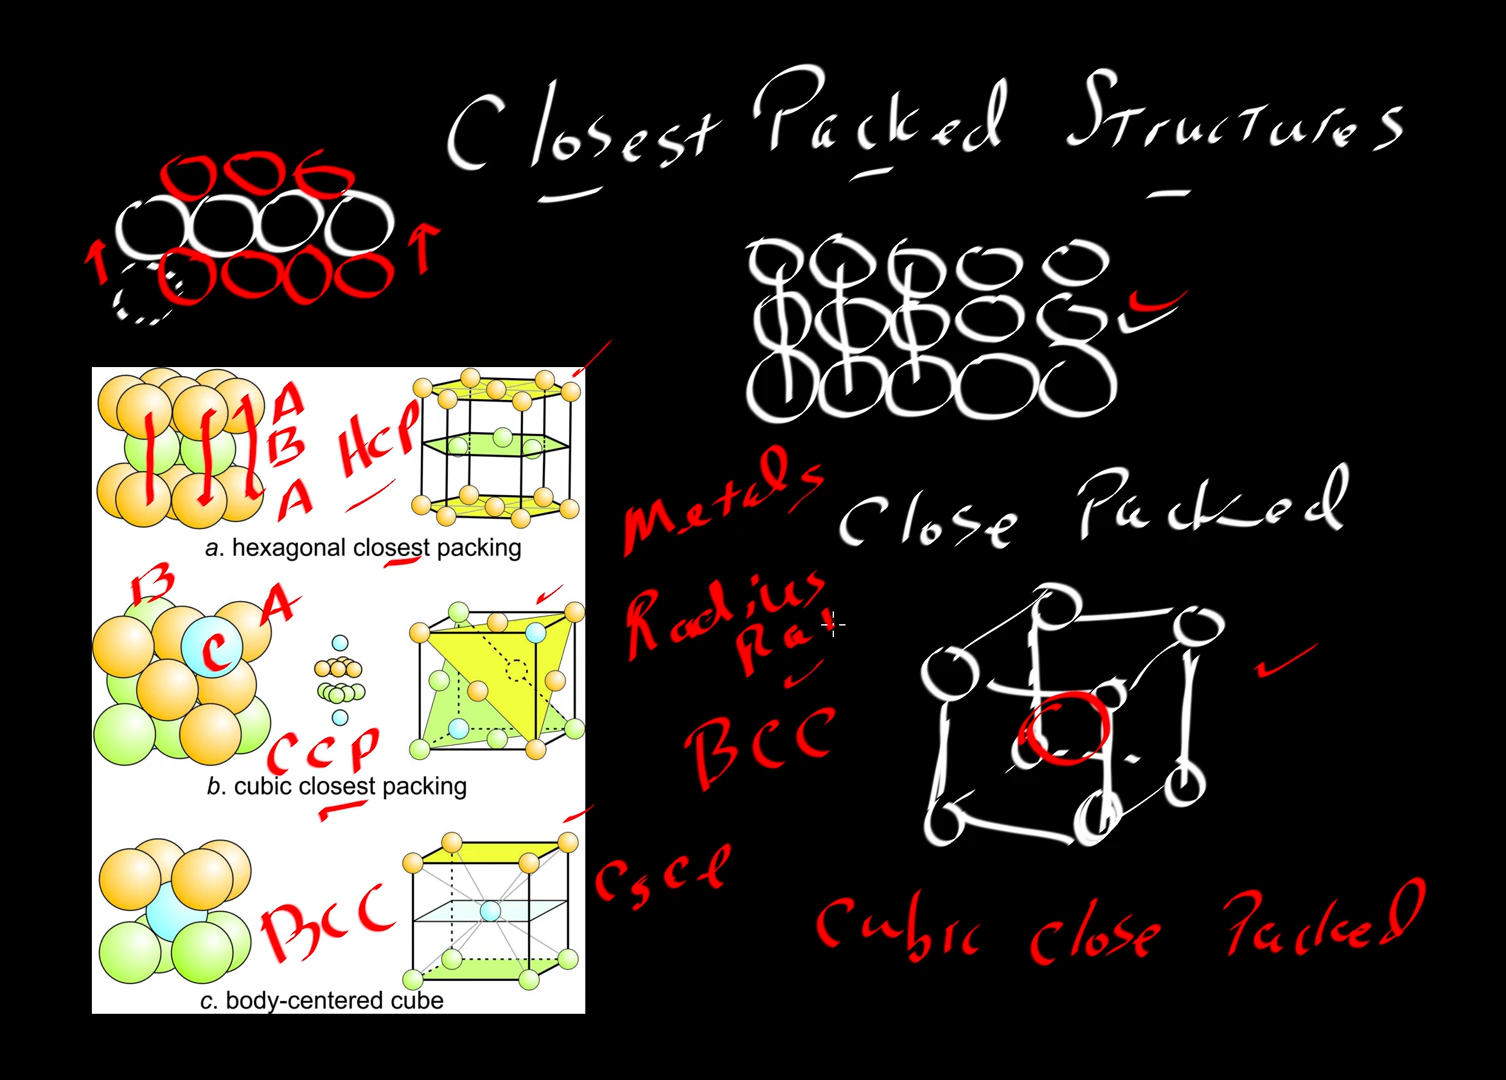 Closest Packed Structures
A
B
A
HCP
a. hexagonal closest packing
Metals
Close Packed
B
A
C
Radius
Ra
CCP
b. cubic closest packing
BCC
CsCl
BCC
c. body-centered cube
Cubic Close Packed